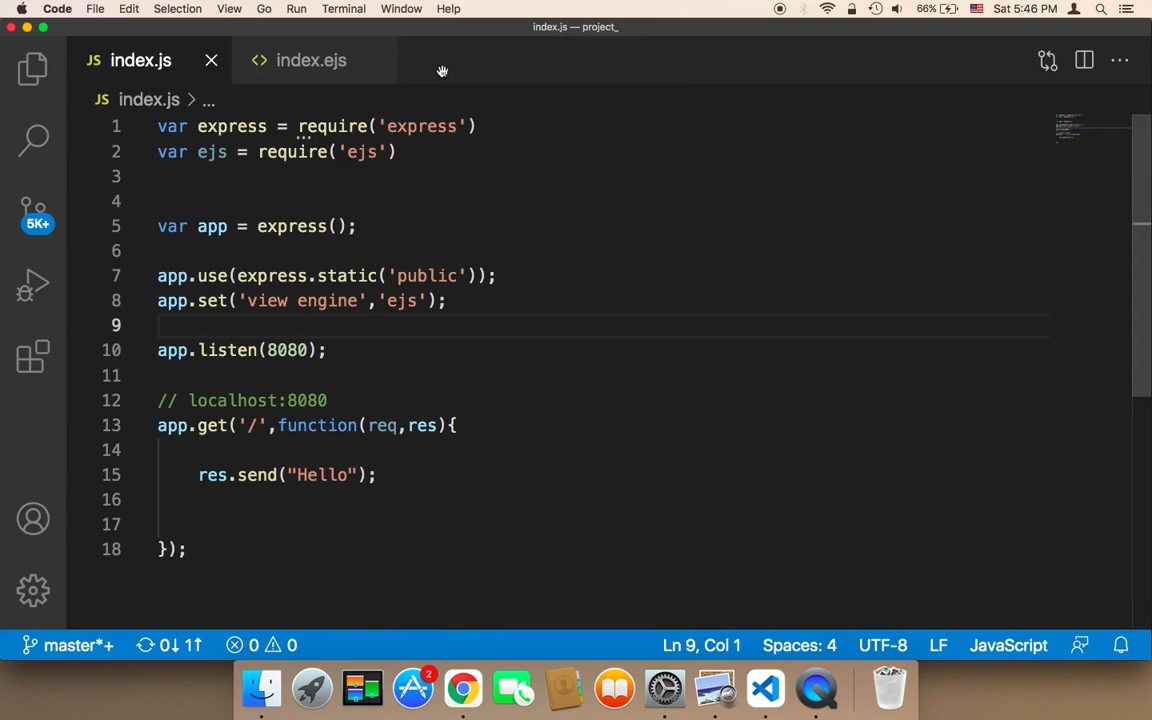 Code File Edit Selection View Go Run Terminal Window Help 66% Sat 5:46 PM
index.js — project_
JS index.js <> index.ejs
JS index.js > ...
1 var express = require('express')
2 var ejs = require('ejs')
3
4
5 var app = express();
6
7 app.use(express.static('public'));
8 app.set('view engine','ejs');
9
10 app.listen(8080);
11
12 // localhost:8080
13 app.get('/',function(req,res){
14
15 res.send("Hello");
16
17
18 });
5K+
master*+ 0↓ 1↑ 0 0 Ln 9, Col 1 Spaces: 4 UTF-8 LF JavaScript
2